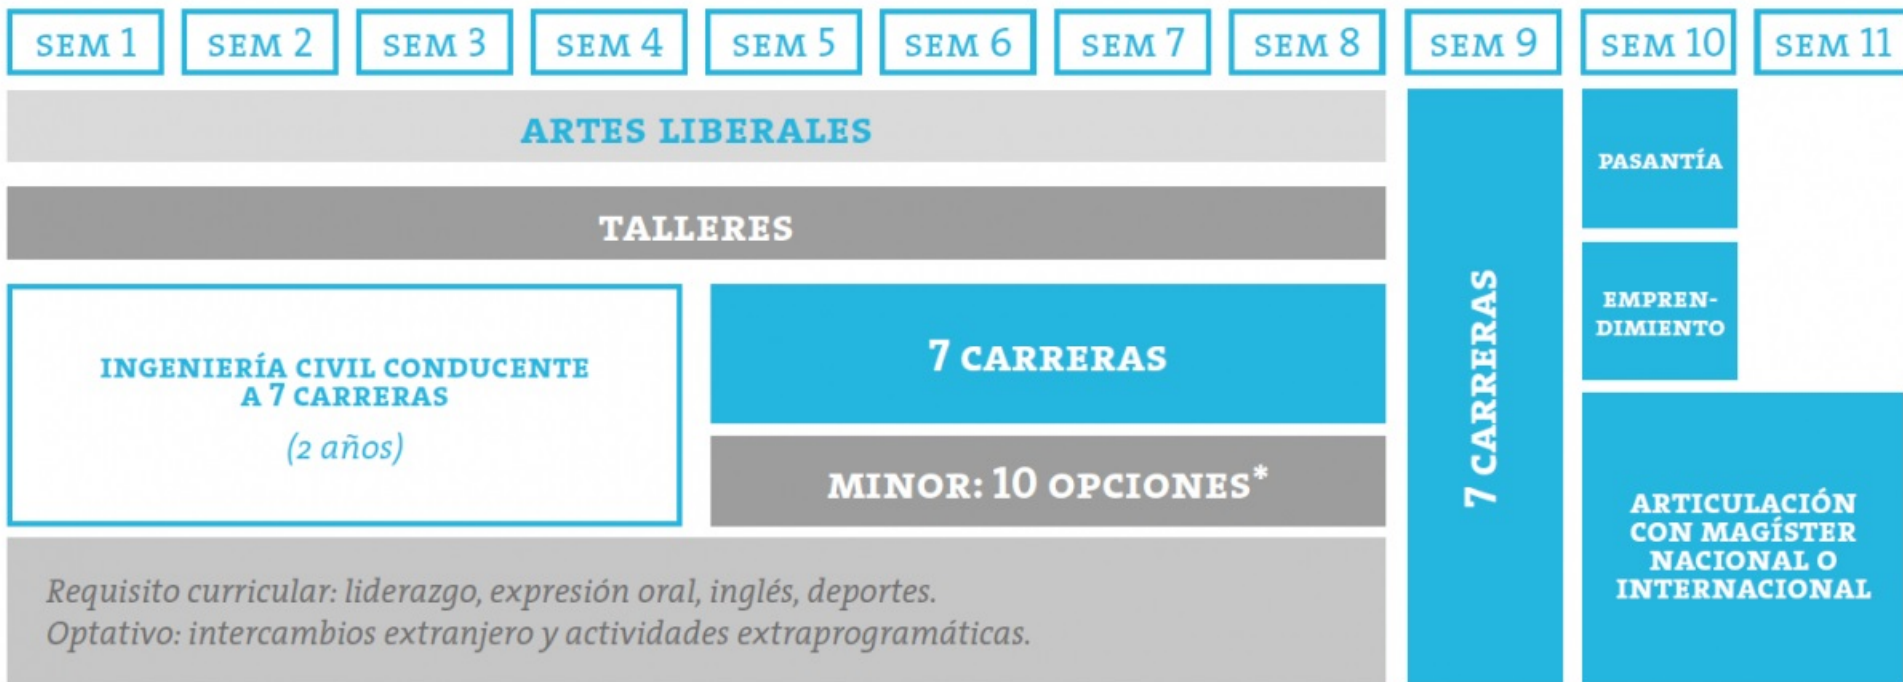 SEM 1
SEM 2
SEM 3
SEM 4
SEM 5
SEM 6
SEM 7
SEM 8
SEM 9
SEM 10
SEM 11
ARTES LIBERALES
TALLERES
INGENIERÍA CIVIL CONDUCENTE
A 7 CARRERAS
(2 años)
7 CARRERAS
MINOR: 10 OPCIONES*
Requisito curricular: liderazgo, expresión oral, inglés, deportes.
Optativo: intercambios extranjero y actividades extraprogramáticas.
7 CARRERAS
PASANTÍA
EMPREN-
DIMIENTO
ARTICULACIÓN
CON MAGÍSTER
NACIONAL O
INTERNACIONAL